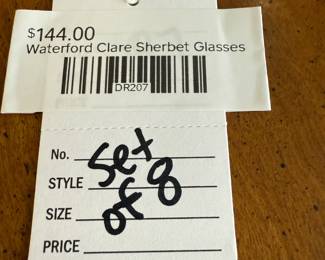 $144.00
Waterford Clare Sherbet Glasses
DR207
No.
Set
STYLE
of 8
SIZE
PRICE